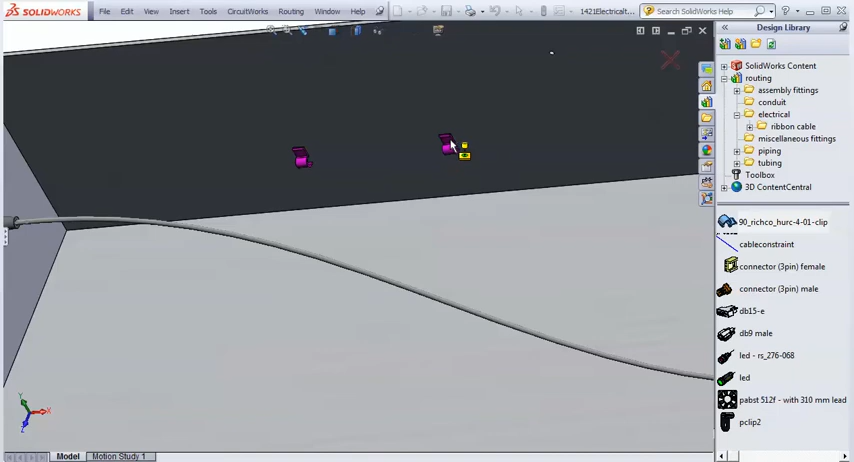 SOLIDWORKS File Edit View Insert Tools CircuitWorks Routing Window Help 1421Electricalt... Search SolidWorks Help
Design Library
SolidWorks Content
routing
assembly fittings
conduit
electrical
ribbon cable
miscellaneous fittings
piping
tubing
Toolbox
3D ContentCentral
90_richco_hurc-4-01-clip
cableconstraint
connector (3pin) female
connector (3pin) male
db15-e
db9 male
led - rs_276-068
led
pabst 512f - with 310 mm lead
pclip2
Y
X
Z
Model Motion Study 1